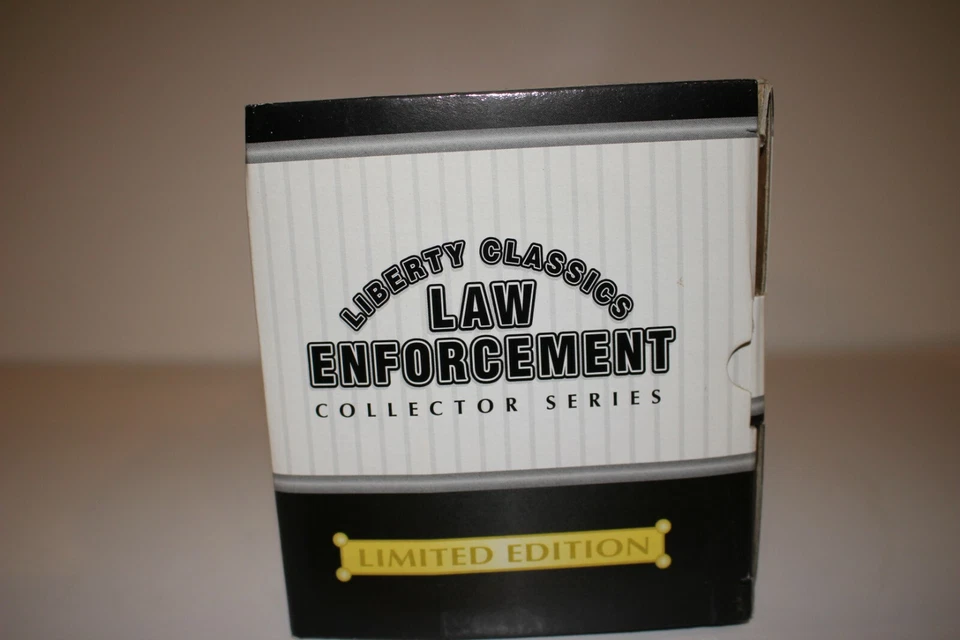 LIBERTY CLASSICS
LAW
ENFORCEMENT
COLLECTOR SERIES
LIMITED EDITION